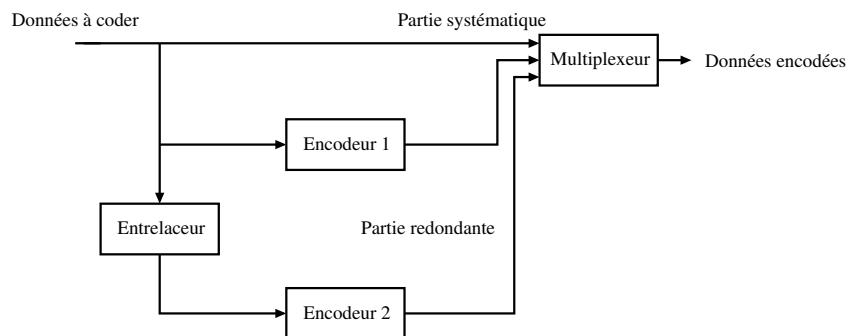 Données à coder
Partie systématique
Multiplexeur
Données encodées
Encodeur 1
Entrelaceur
Partie redondante
Encodeur 2